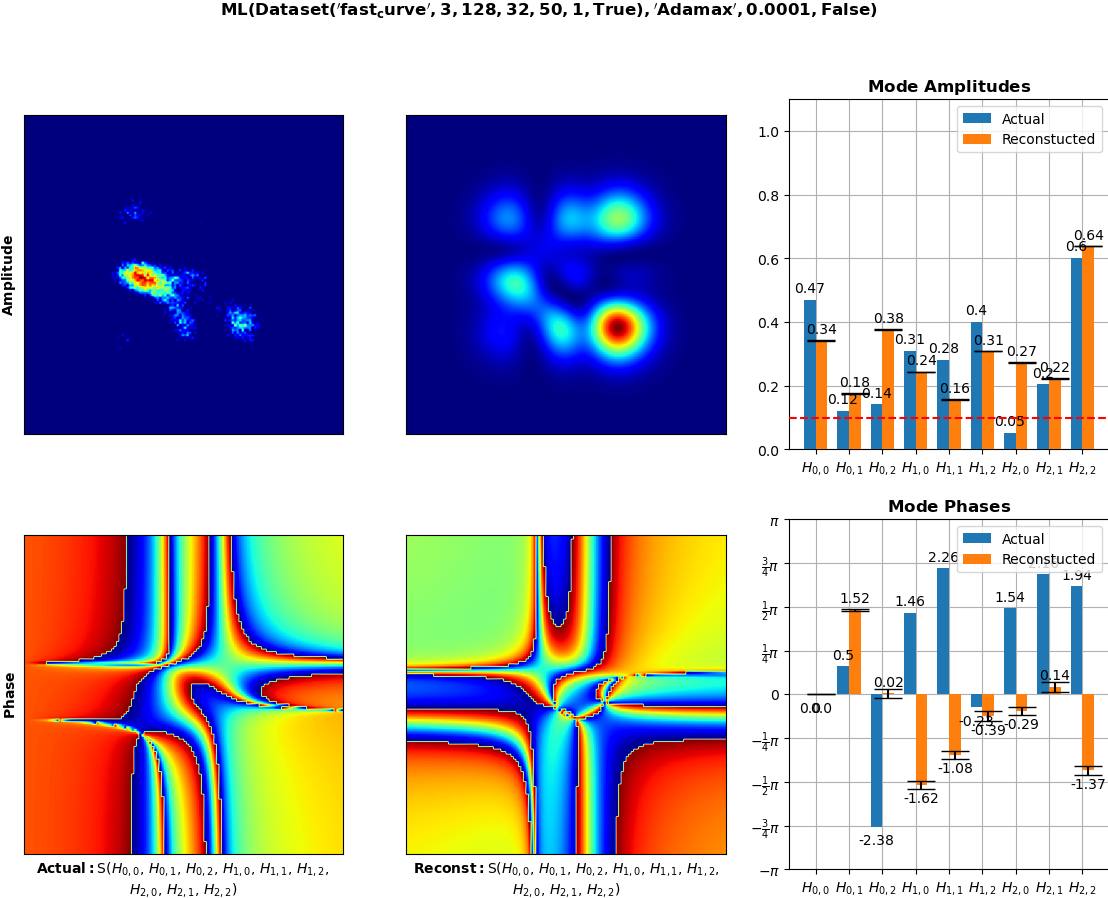 ML(Dataset('fast_curve', 3, 128, 32, 50, 1, True), 'Adamax', 0.0001, False)
Amplitude
Mode Amplitudes
Actual
Reconstucted
1.0
0.8
0.6
0.4
0.2
0.0
0.47
0.34
0.12
0.18
0.14
0.38
0.31
0.24
0.28
0.16
0.4
0.31
0.05
0.27
0.2
0.22
0.6
0.64
H0,0 H0,1 H0,2 H1,0 H1,1 H1,2 H2,0 H2,1 H2,2
Phase
Mode Phases
Actual
Reconstucted
π
3/4π
1/2π
1/4π
0
−1/4π
−1/2π
−3/4π
−π
0.0
0.0
0.5
1.52
-2.38
0.02
1.46
-1.62
2.26
-1.08
-0.23
-0.39
1.54
-0.29
0.14
1.94
-1.37
H0,0 H0,1 H0,2 H1,0 H1,1 H1,2 H2,0 H2,1 H2,2
Actual: S(H0,0, H0,1, H0,2, H1,0, H1,1, H1,2,
H2,0, H2,1, H2,2)
Reconst: S(H0,0, H0,1, H0,2, H1,0, H1,1, H1,2,
H2,0, H2,1, H2,2)